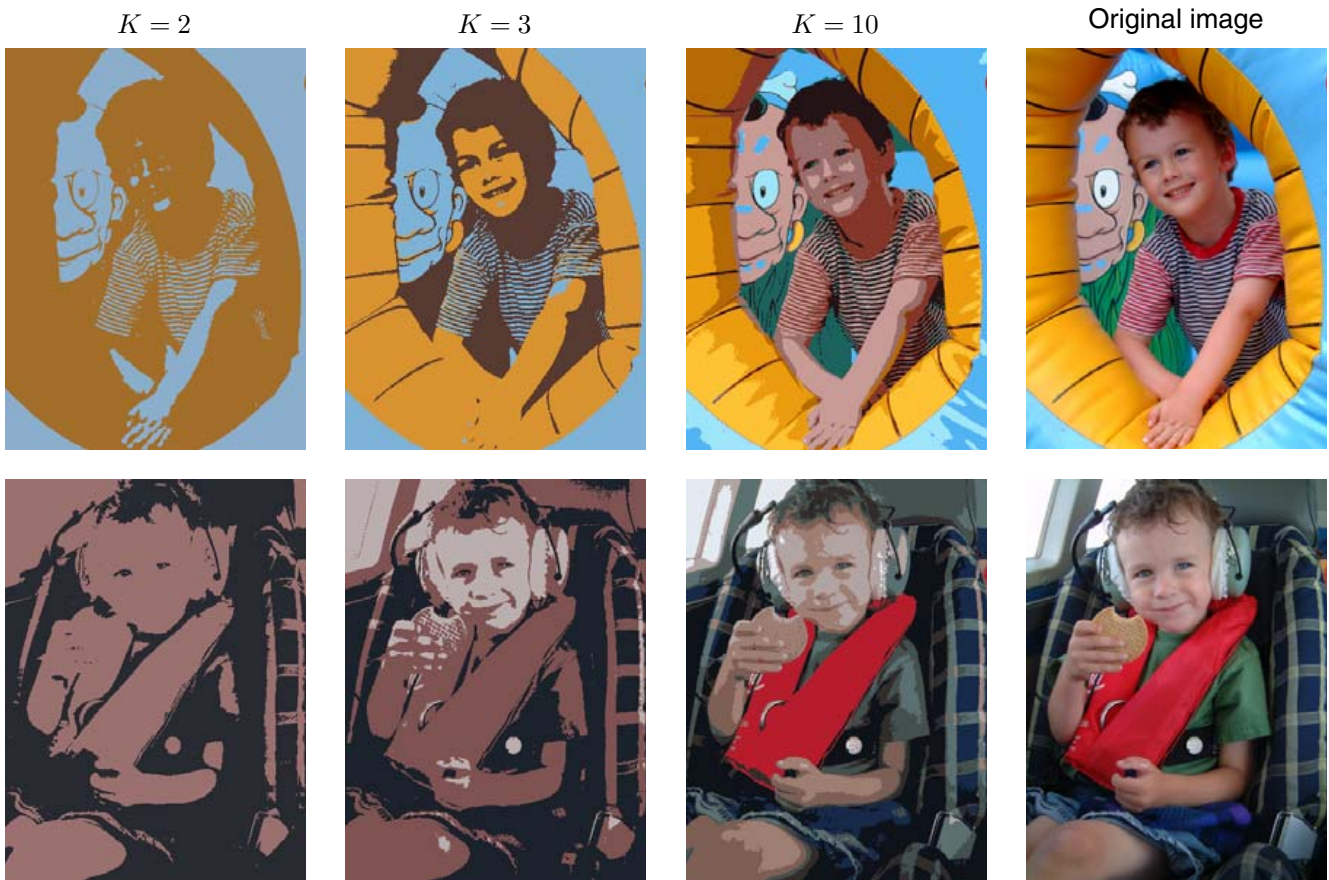 K = 2
K = 3
K = 10
Original image